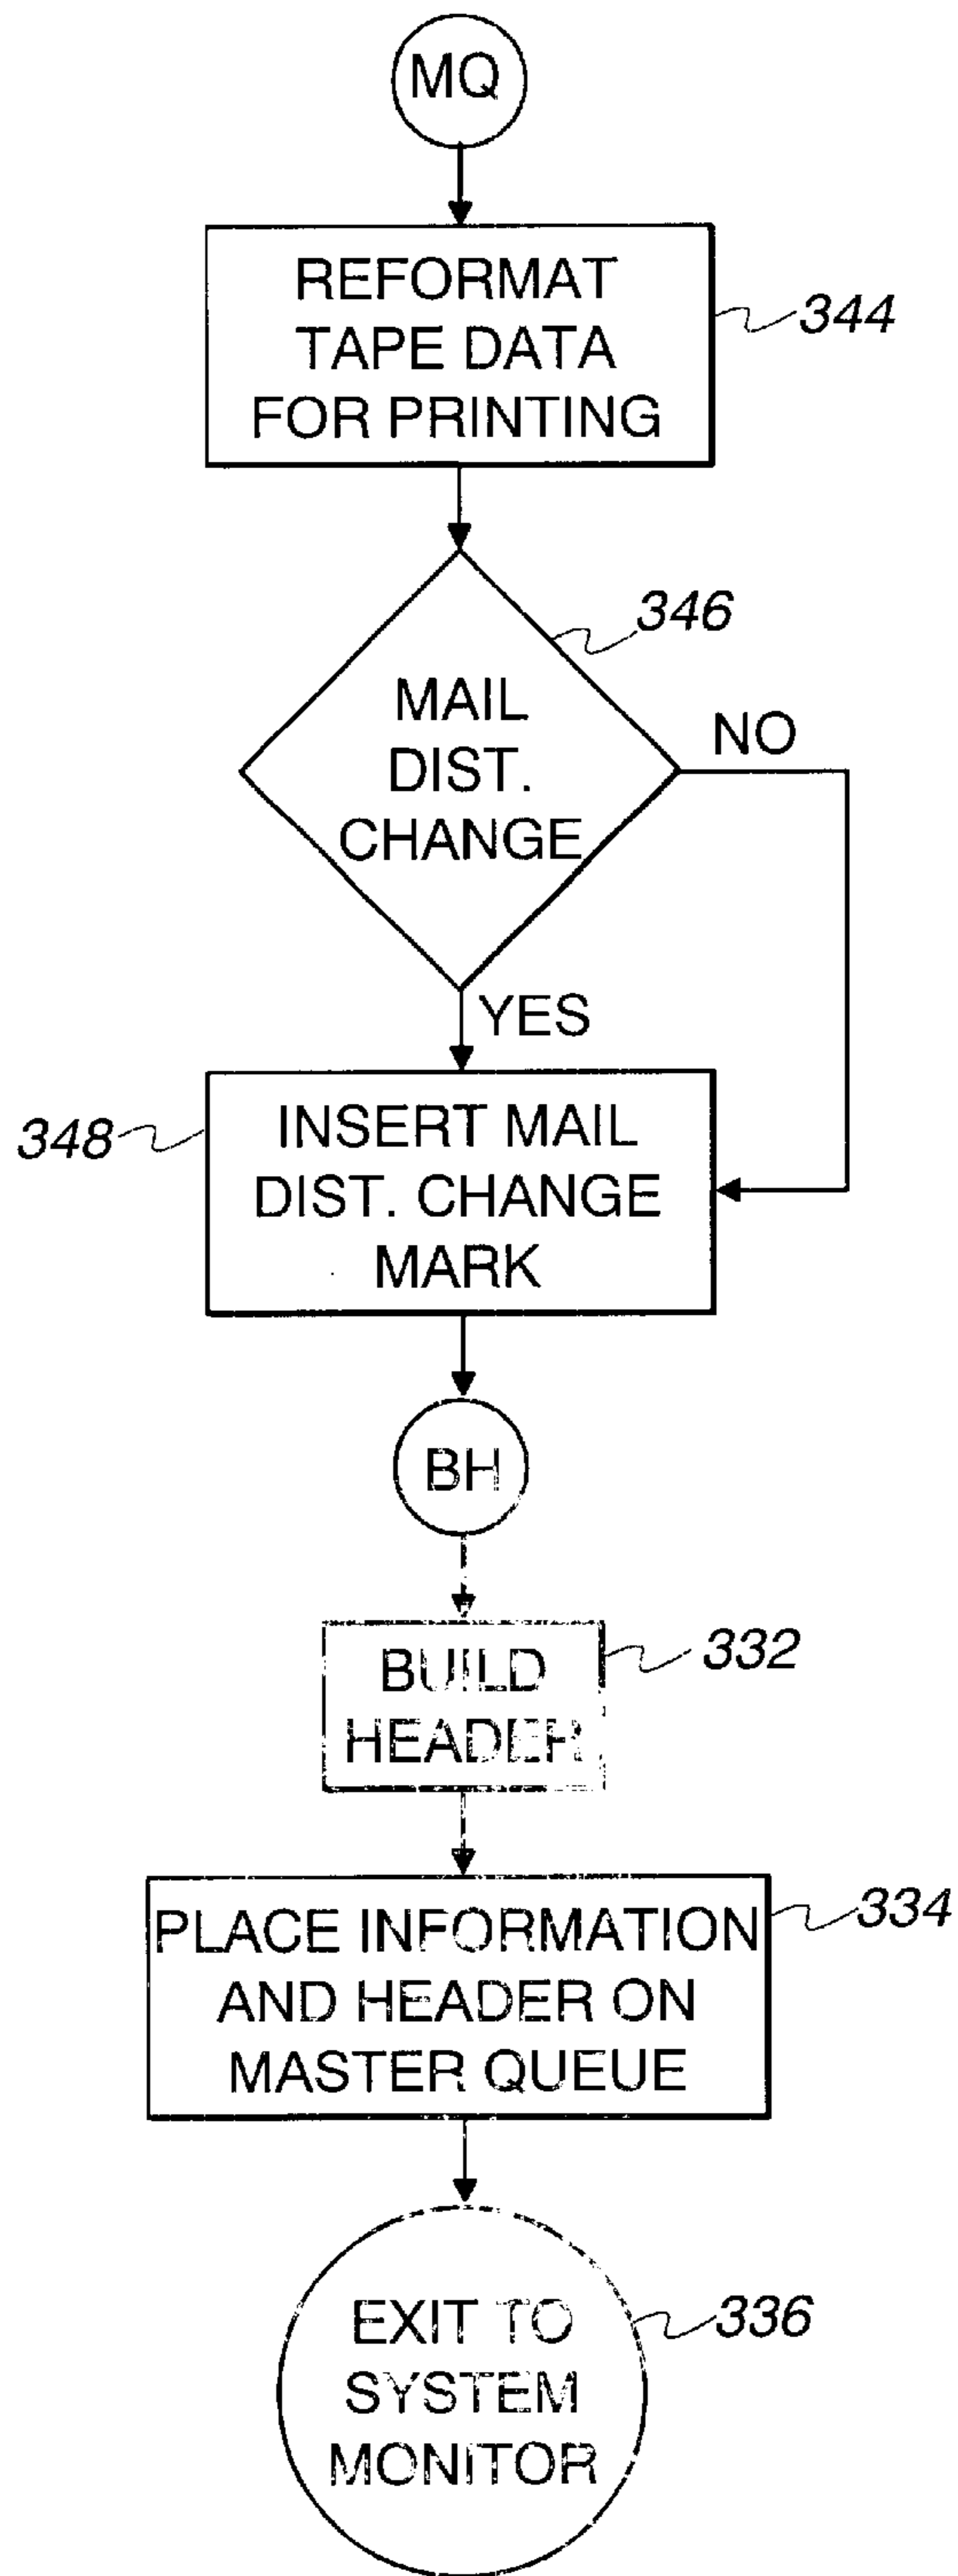 MQ
REFORMAT
TAPE DATA
FOR PRINTING
344
346
MAIL
DIST.
CHANGE
NO
YES
348
INSERT MAIL
DIST. CHANGE
MARK
BH
BUILD
HEADER
332
PLACE INFORMATION
AND HEADER ON
MASTER QUEUE
334
EXIT TO
SYSTEM
MONITOR
336